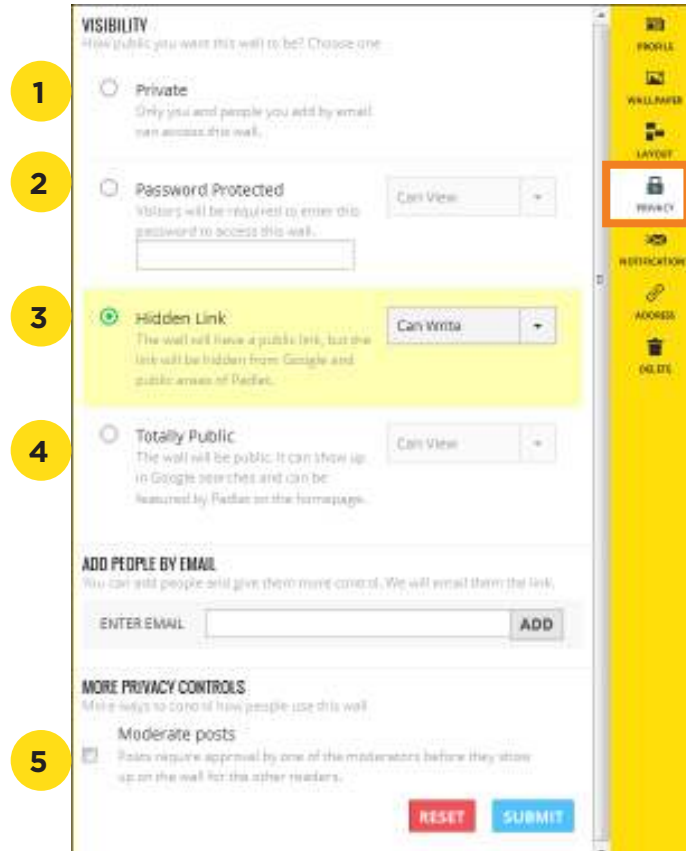 VISIBILITY
How public you want this wall to be? Choose one
1
Private
Only you and people you add by email
can access this wall.
2
Password Protected
Can View
Visitors will be required to enter this
password to access this wall.
3
Hidden Link
Can Write
The wall will have a public link, but the
link will be hidden from Google and
public areas of Padlet.
4
Totally Public
Can View
The wall will be public. It can show up
in Google searches and can be
featured by Padlet on the homepage.
ADD PEOPLE BY EMAIL
You can add people and give them more control. We will email them the link.
ENTER EMAIL
ADD
MORE PRIVACY CONTROLS
More ways to control how people use this wall
5
Moderate posts
Posts require approval by one of the moderators before they show
up on the wall for the other readers.
RESET
SUBMIT
PROFILE
WALLPAPER
LAYOUT
PRIVACY
NOTIFICATION
ADDRESS
DELETE